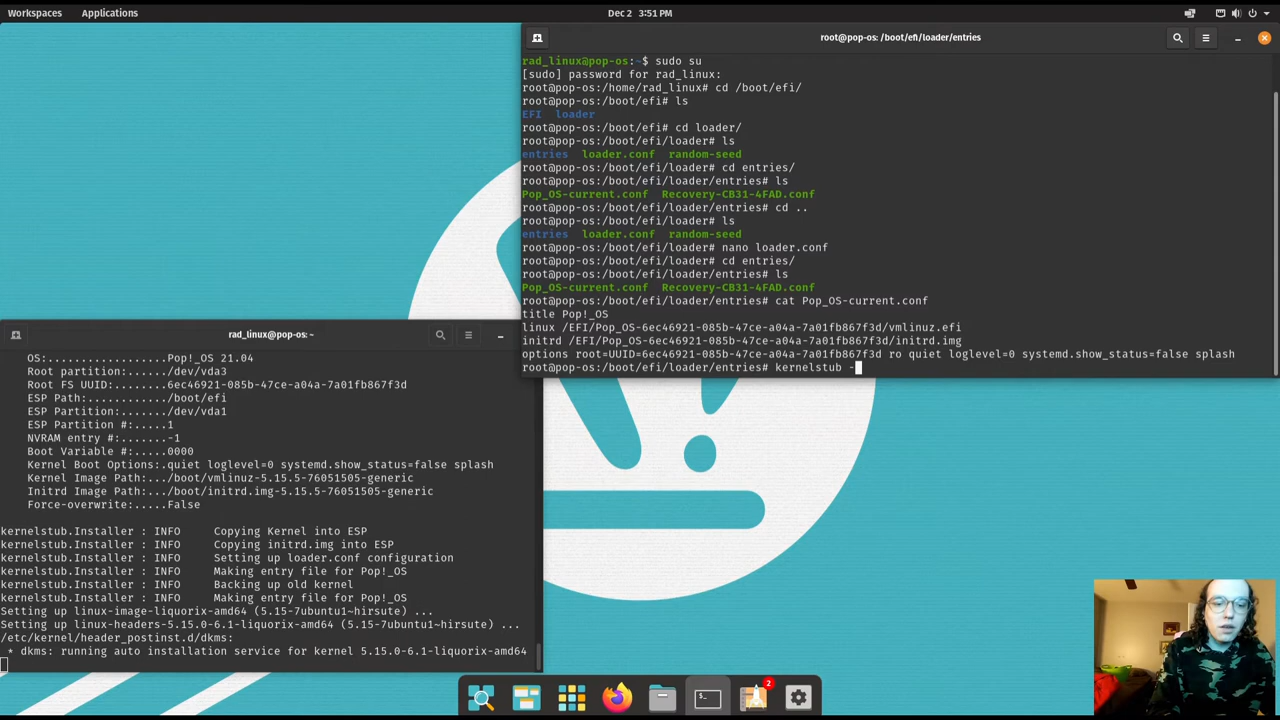 Workspaces Applications Dec 2 3:51 PM
root@pop-os: /boot/efi/loader/entries
rad_linux@pop-os:~$ sudo su
[sudo] password for rad_linux:
root@pop-os:/home/rad_linux# cd /boot/efi/
root@pop-os:/boot/efi# ls
EFI loader
root@pop-os:/boot/efi# cd loader/
root@pop-os:/boot/efi/loader# ls
entries loader.conf random-seed
root@pop-os:/boot/efi/loader# cd entries/
root@pop-os:/boot/efi/loader/entries# ls
Pop_OS-current.conf Recovery-CB31-4FAD.conf
root@pop-os:/boot/efi/loader/entries# cd ..
root@pop-os:/boot/efi/loader# ls
entries loader.conf random-seed
root@pop-os:/boot/efi/loader# nano loader.conf
root@pop-os:/boot/efi/loader# cd entries/
root@pop-os:/boot/efi/loader/entries# ls
Pop_OS-current.conf Recovery-CB31-4FAD.conf
root@pop-os:/boot/efi/loader/entries# cat Pop_OS-current.conf
title Pop!_OS
linux /EFI/Pop_OS-6ec46921-085b-47ce-a04a-7a01fb867f3d/vmlinuz.efi
initrd /EFI/Pop_OS-6ec46921-085b-47ce-a04a-7a01fb867f3d/initrd.img
options root=UUID=6ec46921-085b-47ce-a04a-7a01fb867f3d ro quiet loglevel=0 systemd.show_status=false splash
root@pop-os:/boot/efi/loader/entries# kernelstub -
rad_linux@pop-os: ~
OS:..................Pop!_OS 21.04
Root partition:....../dev/vda3
Root FS UUID:........6ec46921-085b-47ce-a04a-7a01fb867f3d
ESP Path:............/boot/efi
ESP Partition:......./dev/vda1
ESP Partition #:.....1
NVRAM entry #:.......-1
Boot Variable #:.....0000
Kernel Boot Options:.quiet loglevel=0 systemd.show_status=false splash
Kernel Image Path:.../boot/vmlinuz-5.15.5-76051505-generic
Initrd Image Path:.../boot/initrd.img-5.15.5-76051505-generic
Force-overwrite:.....False
kernelstub.Installer : INFO Copying Kernel into ESP
kernelstub.Installer : INFO Copying initrd.img into ESP
kernelstub.Installer : INFO Setting up loader.conf configuration
kernelstub.Installer : INFO Making entry file for Pop!_OS
kernelstub.Installer : INFO Backing up old kernel
kernelstub.Installer : INFO Making entry file for Pop!_OS
Setting up linux-image-liquorix-amd64 (5.15-7ubuntu1~hirsute) ...
Setting up linux-headers-5.15.0-6.1-liquorix-amd64 (5.15-7ubuntu1~hirsute) ...
/etc/kernel/header_postinst.d/dkms:
* dkms: running auto installation service for kernel 5.15.0-6.1-liquorix-amd64
2